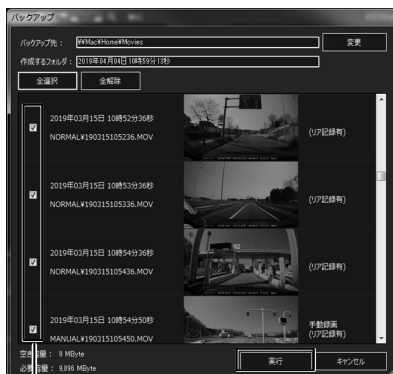 バックアップ
バックアップ先： ¥¥Mac¥Home¥Movies 変更
作成するフォルダ： 2019年04月04日10時59分13秒
全選択 全解除
2019年03月15日 10時52分36秒
NORMAL¥190315105236.MOV
(リア記録有)
2019年03月15日 10時53分36秒
NORMAL¥190315105336.MOV
(リア記録有)
2019年03月15日 10時54分36秒
NORMAL¥190315105436.MOV
(リア記録有)
2019年03月15日 10時54分50秒
MANUAL¥190315105450.MOV
手動録画
(リア記録有)
空き容量： 0 MByte
必要容量： 9,896 MByte
実行 キャンセル